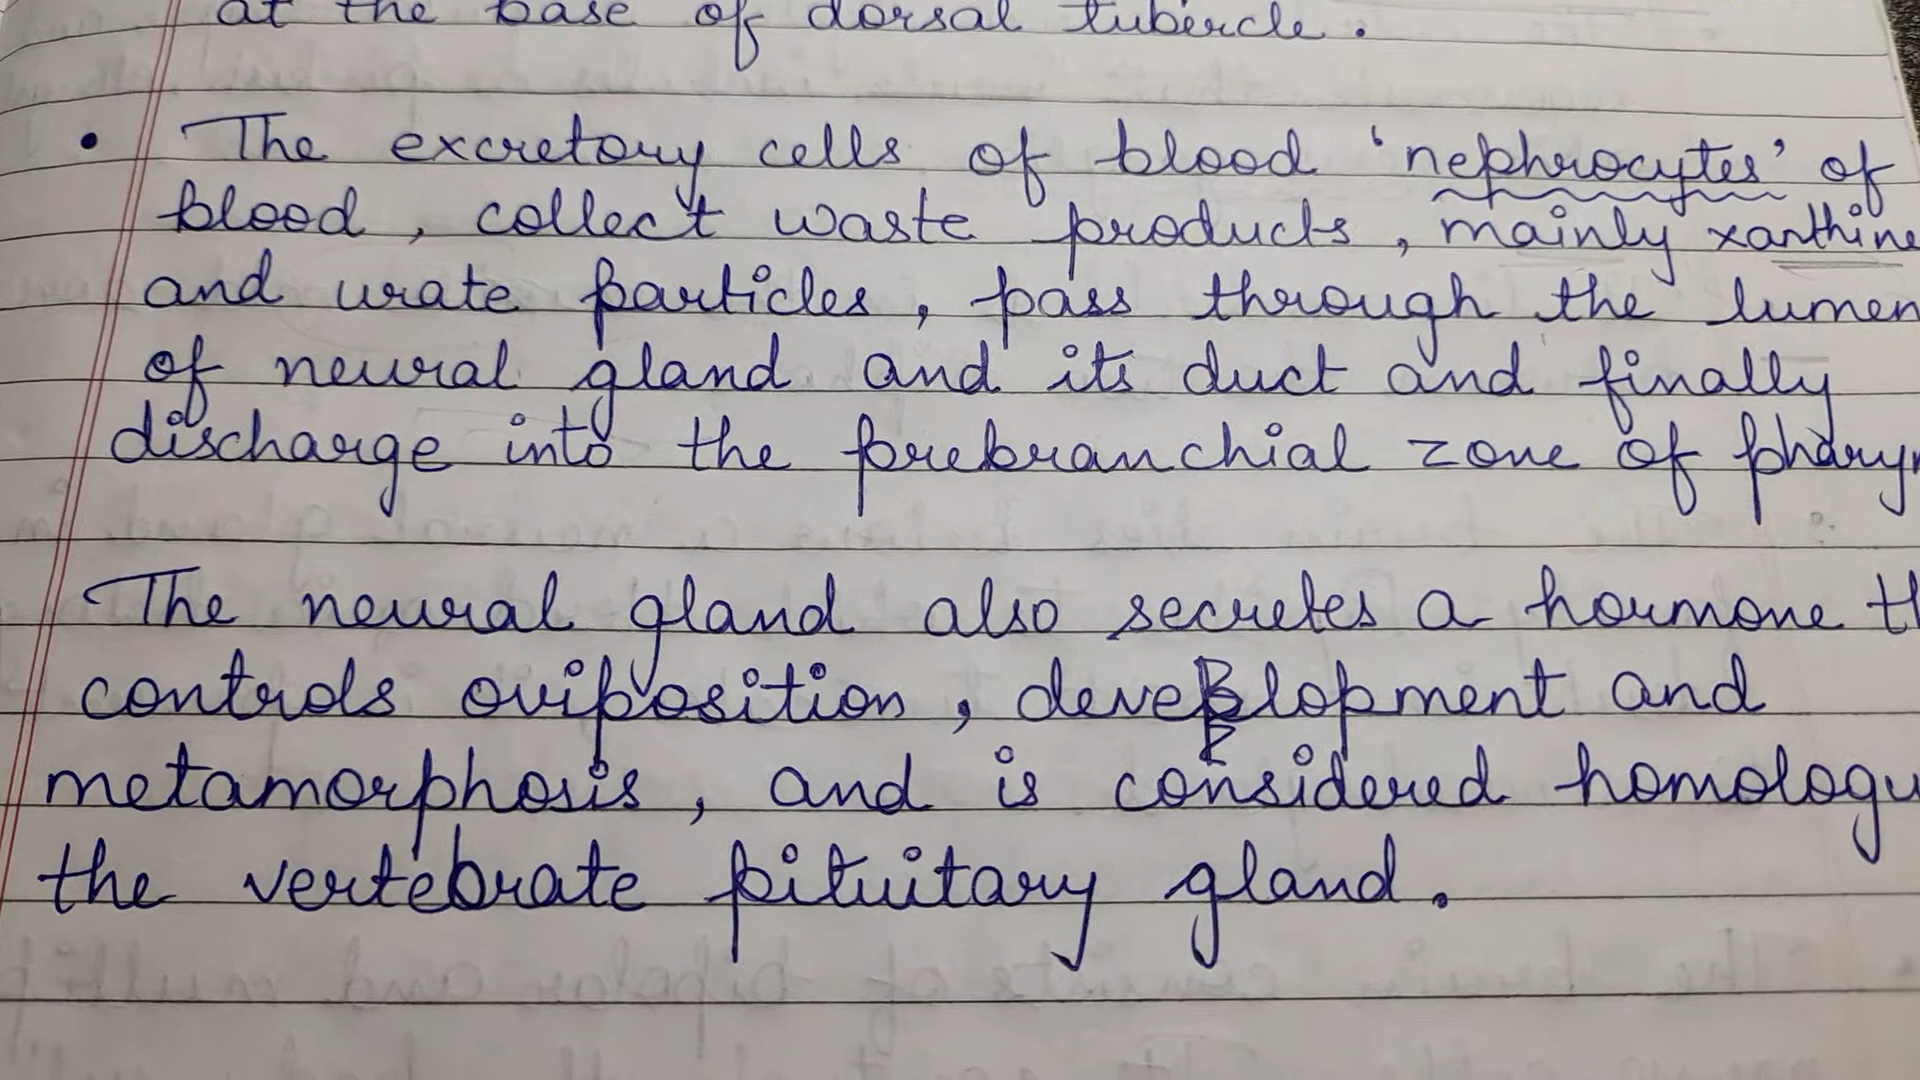 at the base of dorsal tubercle.
• The excretory cells of blood 'nephrocytes' of
blood, collect waste products, mainly xanthine
and urate particles, pass through the lumen
of neural gland and its duct and finally
discharge into the prebranchial zone of phary
The neural gland also secretes a hormone th
controls oviposition, development and
metamorphosis, and is considered homologu
the vertebrate pituitary gland.